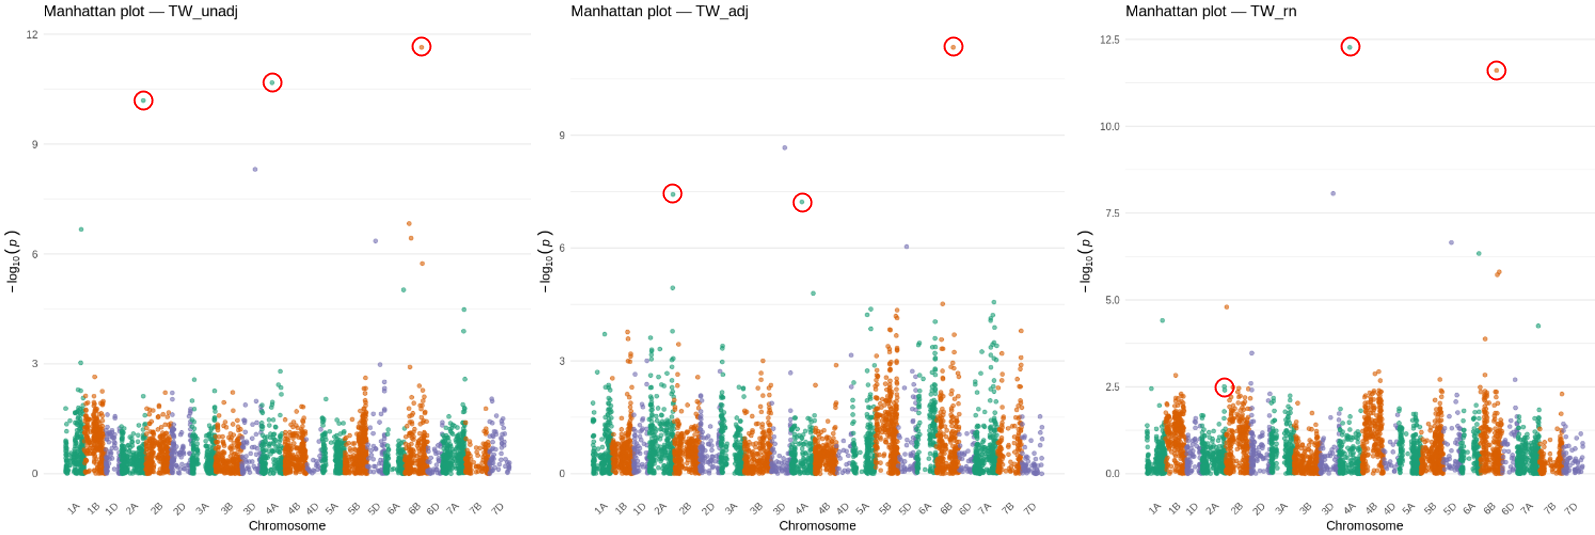 Manhattan plot — TW_unadj
12
9
6
3
0
− log10( p )
1A 1B 1D 2A 2B 2D 3A 3B 3D 4A 4B 4D 5A 5B 5D 6A 6B 6D 7A 7B 7D
Chromosome
Manhattan plot — TW_adj
9
6
3
0
− log10( p )
1A 1B 1D 2A 2B 2D 3A 3B 3D 4A 4B 4D 5A 5B 5D 6A 6B 6D 7A 7B 7D
Chromosome
Manhattan plot — TW_rn
12.5
10.0
7.5
5.0
2.5
0.0
− log10( p )
1A 1B 1D 2A 2B 2D 3A 3B 3D 4A 4B 4D 5A 5B 5D 6A 6B 6D 7A 7B 7D
Chromosome